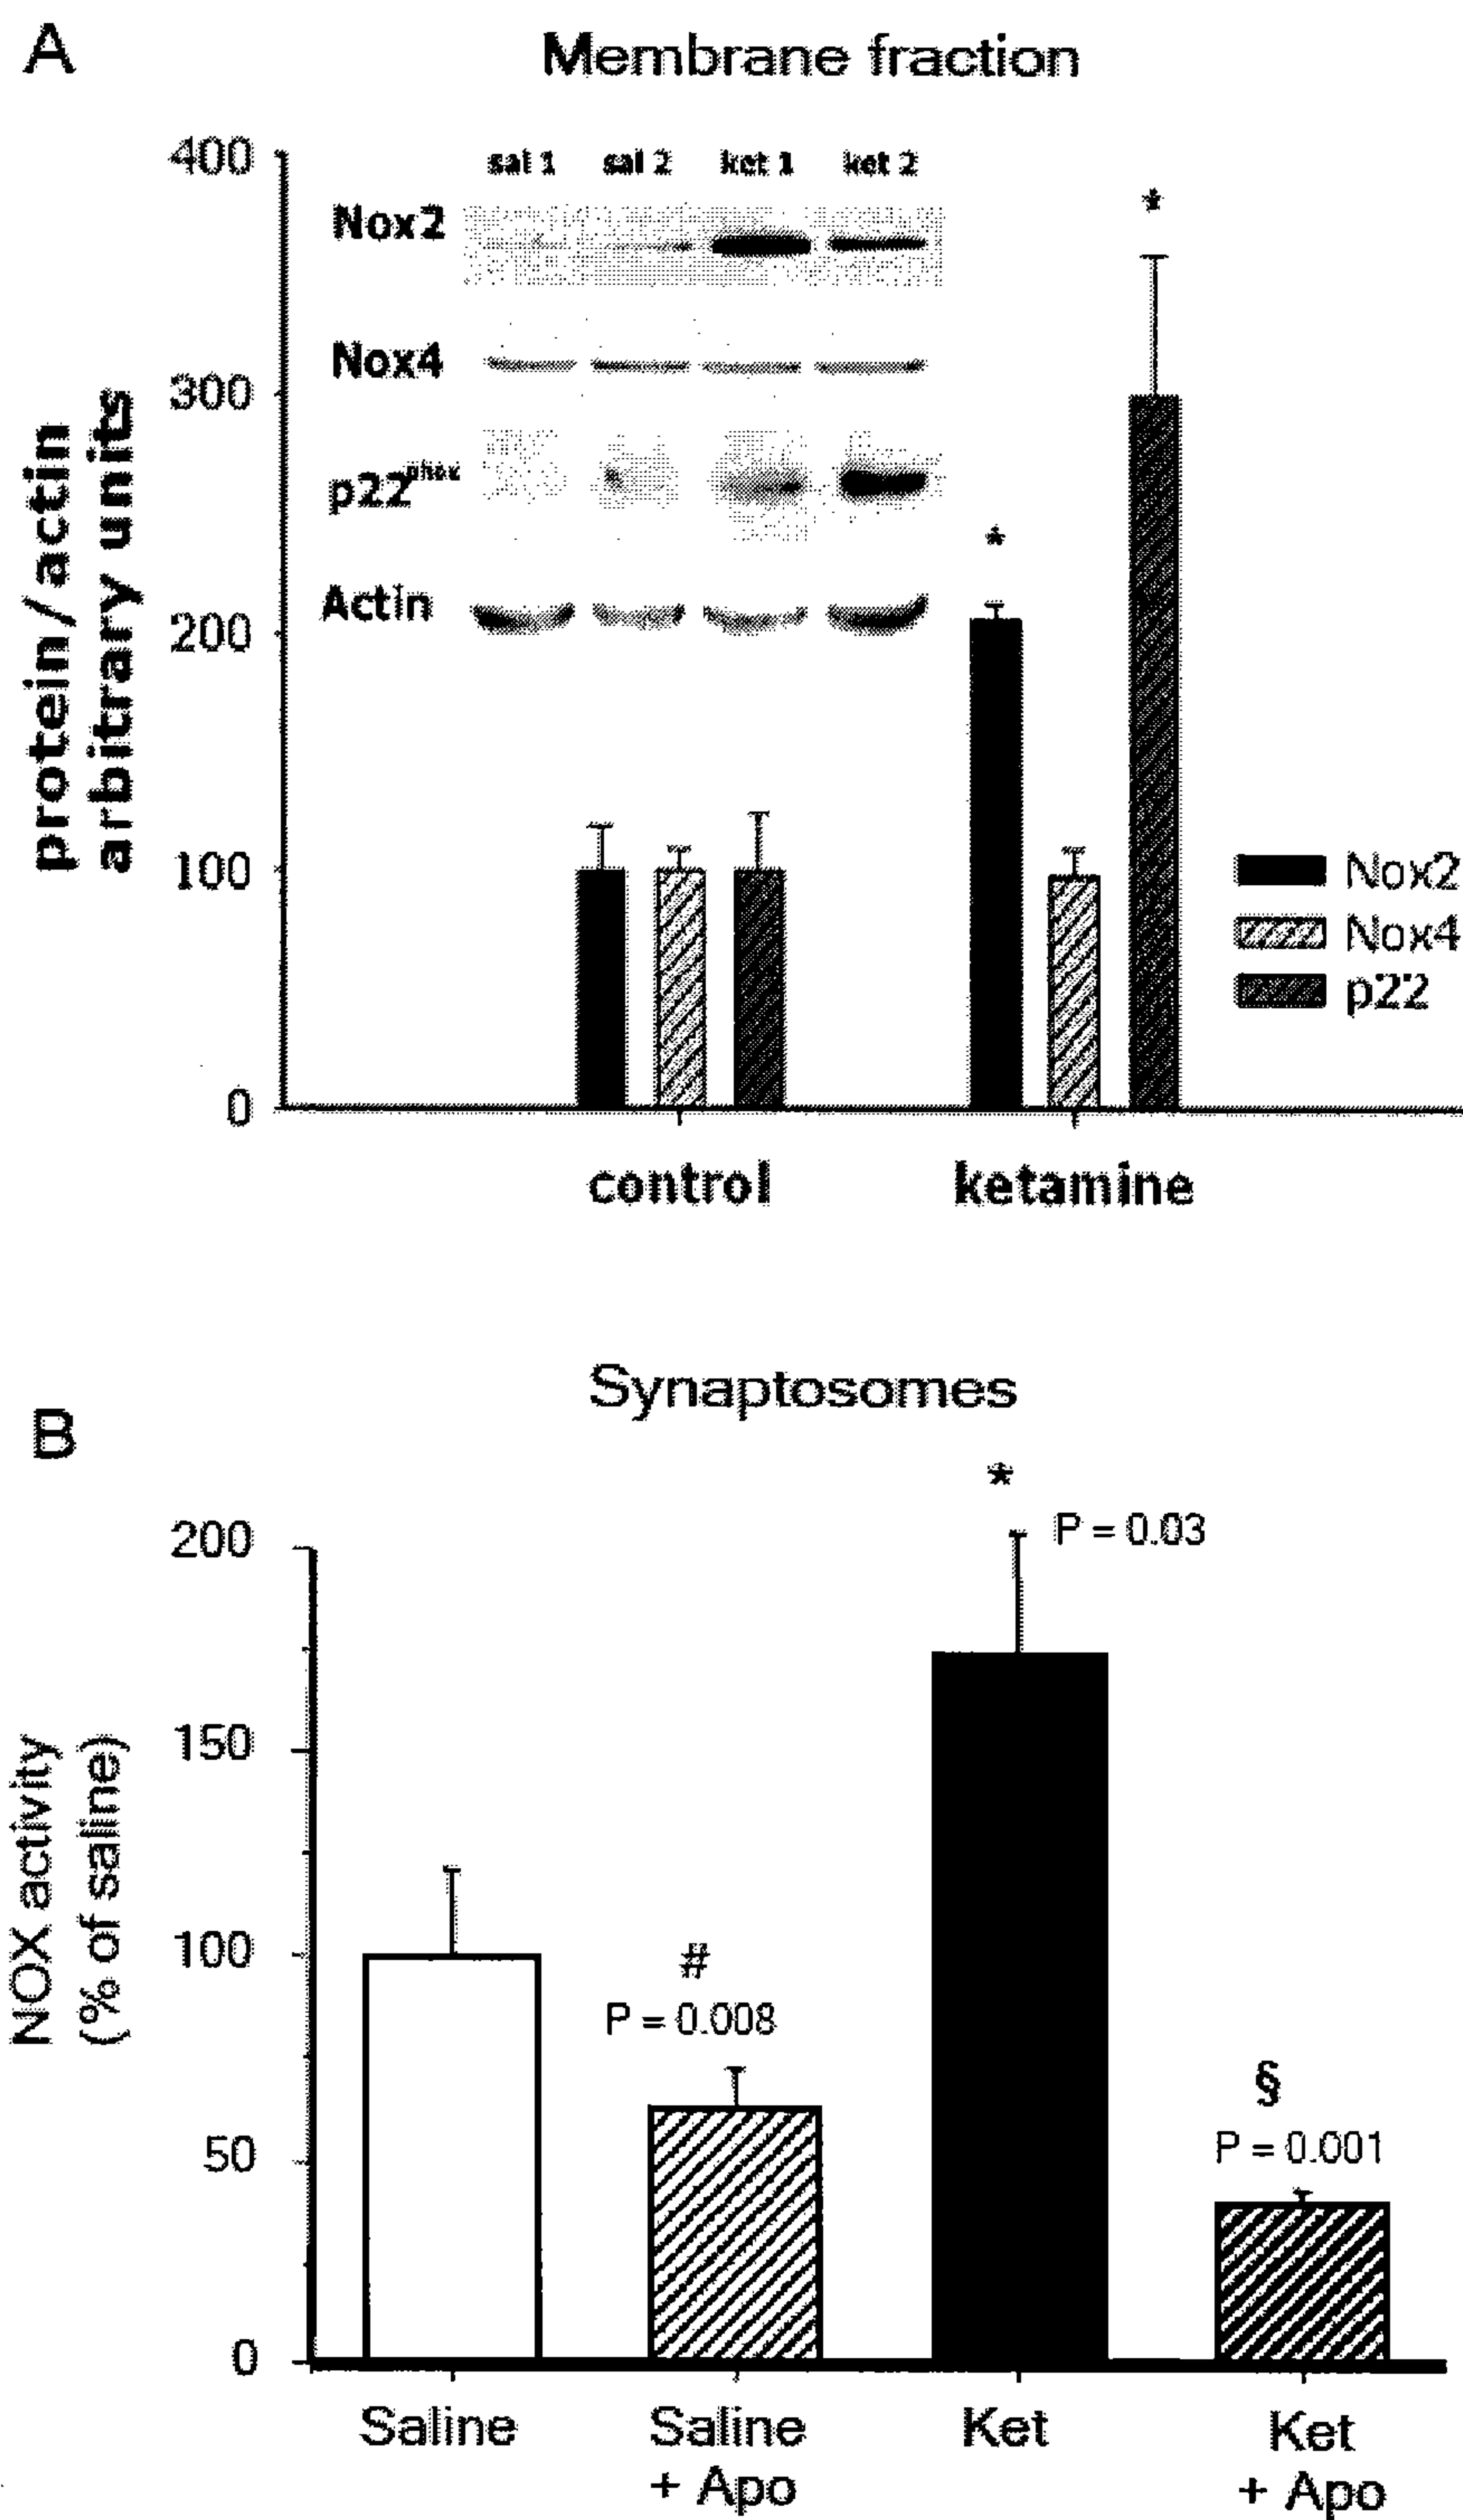 A
Membrane fraction
400
300
200
100
0
protein/actin
arbitrary units
sal 1 sal 2 ket 1 ket 2
Nox2
Nox4
p22phox
Actin
*
*
Nox2
Nox4
p22
control ketamine
Synaptosomes
B
200
150
100
50
0
NOX activity
(% of saline)
*
P = 0.03
#
P = 0.008
§
P = 0.001
Saline Saline Ket Ket
+ Apo + Apo